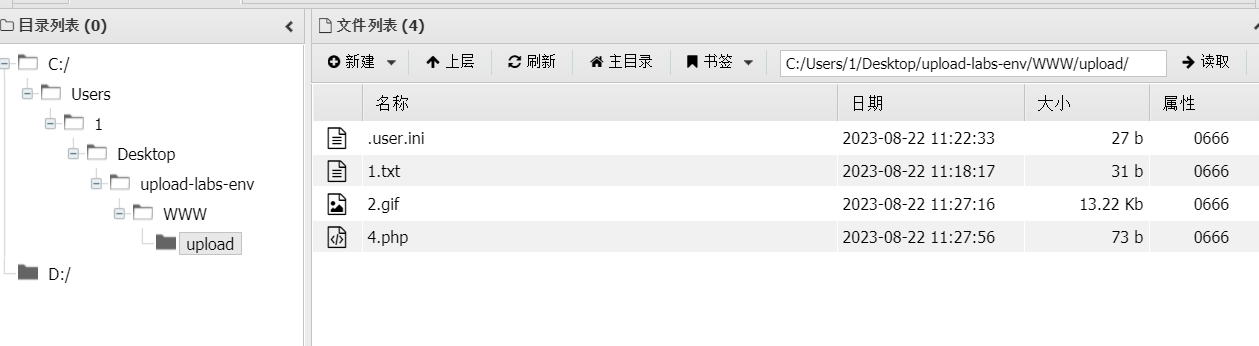 目录列表 (0)
C:/
Users
1
Desktop
upload-labs-env
WWW
upload
D:/
文件列表 (4)
新建 上层 刷新 主目录 书签 C:/Users/1/Desktop/upload-labs-env/WWW/upload/ 读取
名称 日期 大小 属性
.user.ini 2023-08-22 11:22:33 27 b 0666
1.txt 2023-08-22 11:18:17 31 b 0666
2.gif 2023-08-22 11:27:16 13.22 Kb 0666
4.php 2023-08-22 11:27:56 73 b 0666